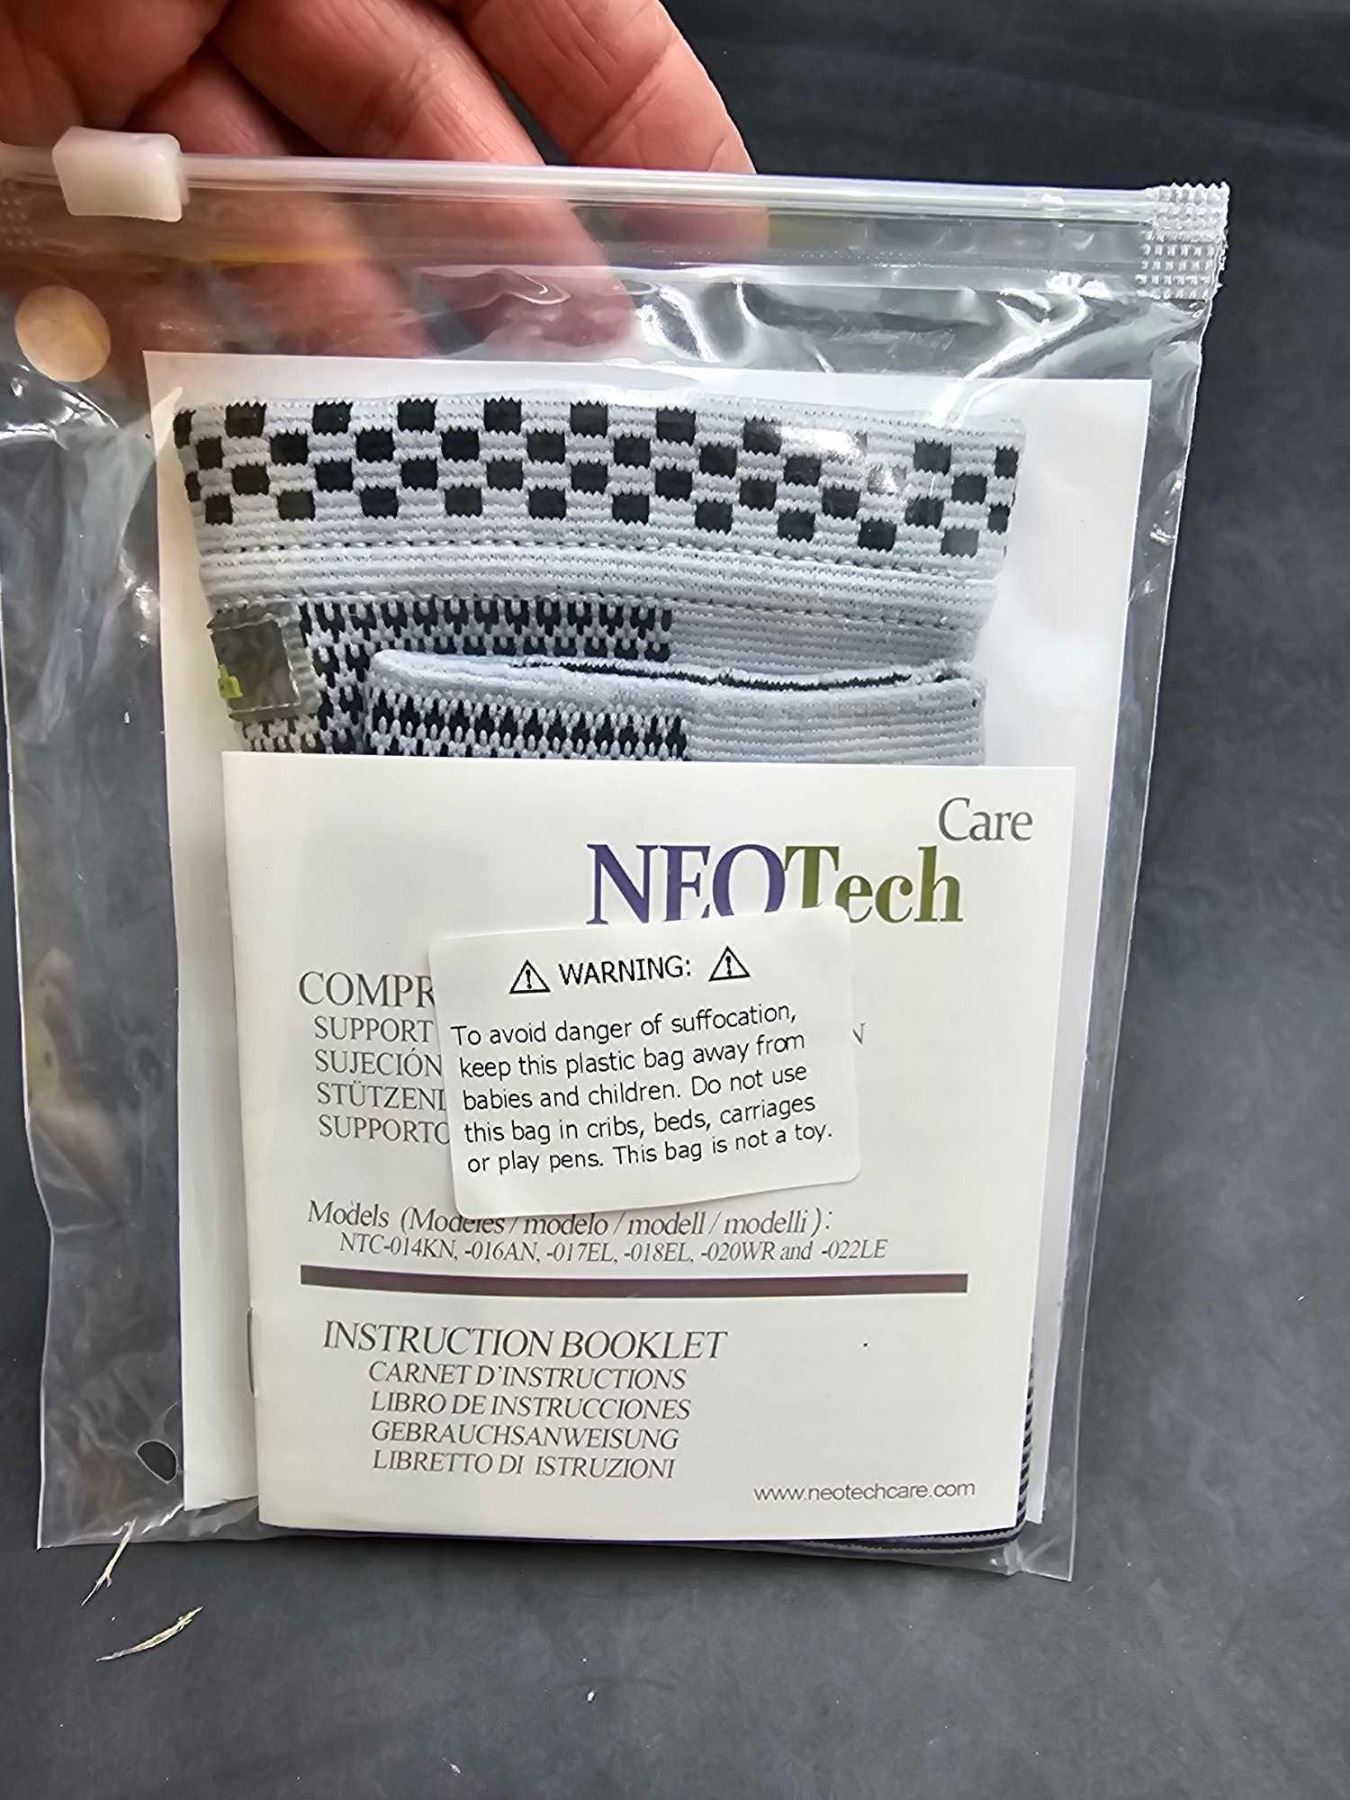 Care
NEOTech
WARNING:
To avoid danger of suffocation,
keep this plastic bag away from
babies and children. Do not use
this bag in cribs, beds, carriages
or play pens. This bag is not a toy.
SUPPORT
SUJECIÓN
Models (Modeles / modelo / modell / modelli ):
NTC-014KN, -016AN, -017EL, -018EL, -020WR and -022LE
INSTRUCTION BOOKLET
CARNET D'INSTRUCTIONS
LIBRO DE INSTRUCCIONES
GEBRAUCHSANWEISUNG
LIBRETTO DI ISTRUZIONI
www.neotechcare.com